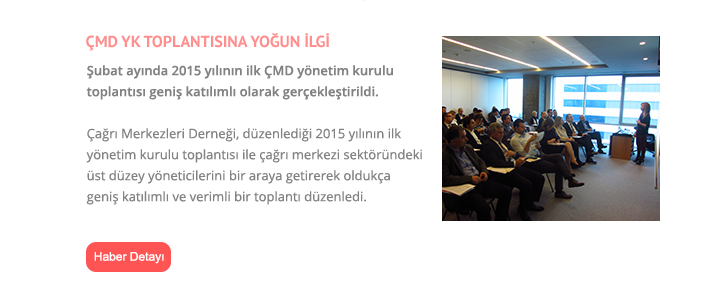 ÇMD YK TOPLANTISINA YOĞUN İLGİ
Şubat ayında 2015 yılının ilk ÇMD yönetim kurulu
toplantısı geniş katılımlı olarak gerçekleştirildi.
Çağrı Merkezleri Derneği, düzenlediği 2015 yılının ilk
yönetim kurulu toplantısı ile çağrı merkezi sektöründeki
üst düzey yöneticilerini bir araya getirerek oldukça
geniş katılımlı ve verimli bir toplantı düzenledi.
Haber Detayı